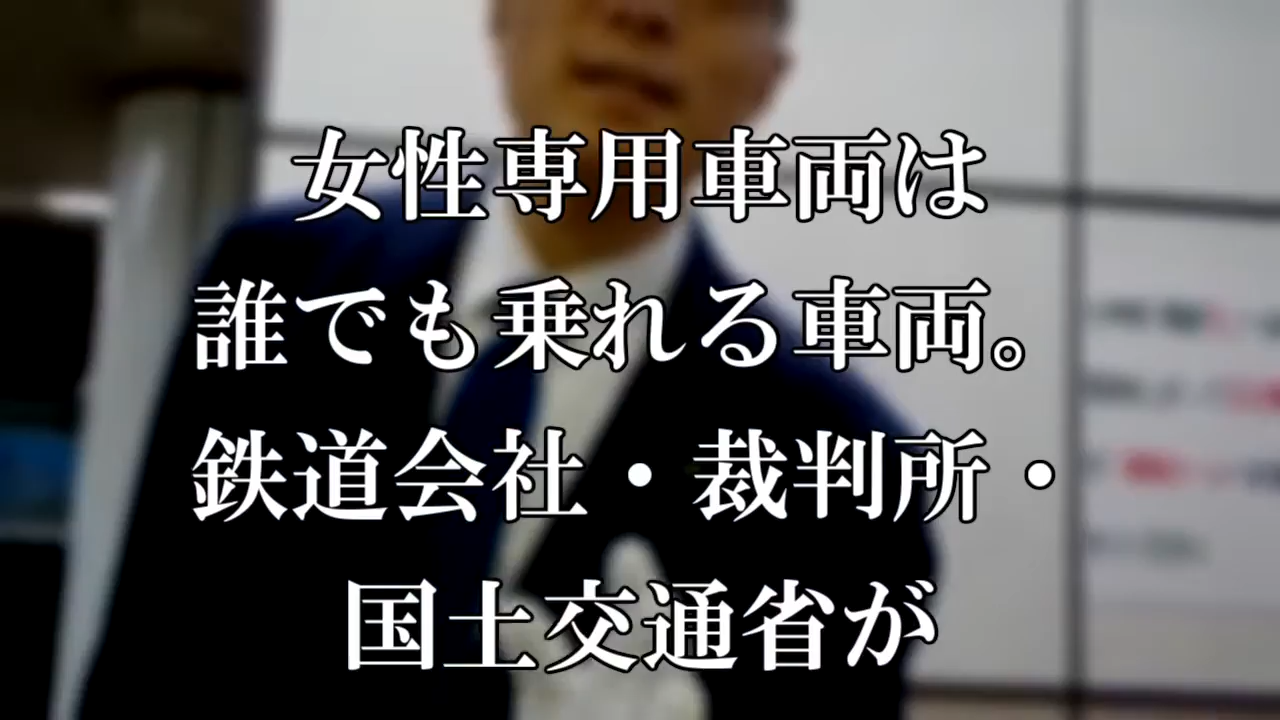 女性専用車両は
誰でも乗れる車両。
鉄道会社・裁判所・
国土交通省が